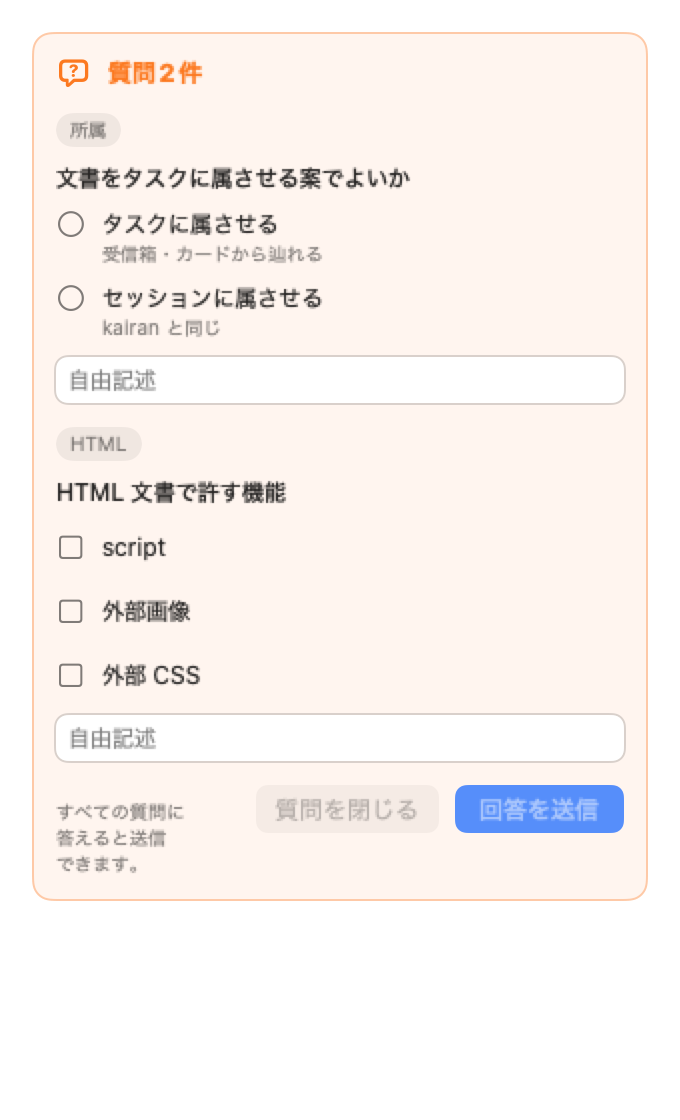 質問2件
所属
文書をタスクに属させる案でよいか
タスクに属させる
受信箱・カードから辿れる
セッションに属させる
kairan と同じ
自由記述
HTML
HTML 文書で許す機能
script
外部画像
外部 CSS
自由記述
すべての質問に
答えると送信
できます。
質問を閉じる
回答を送信